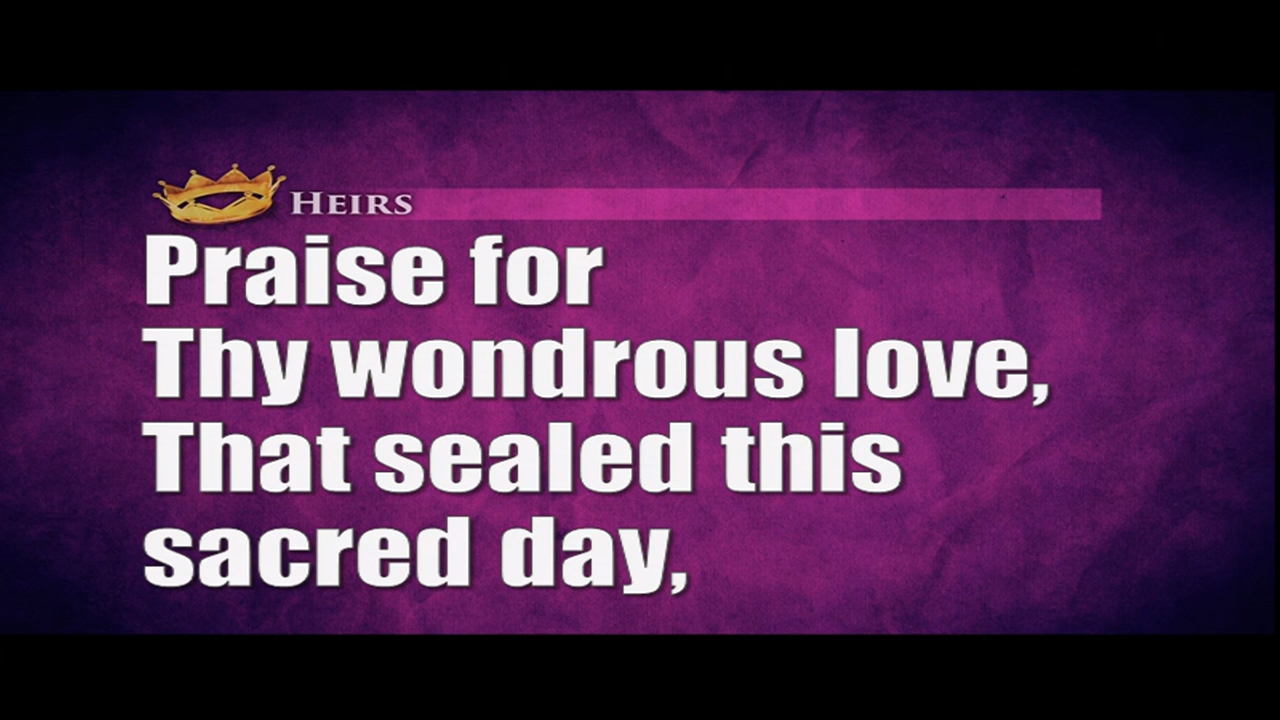 HEIRS
Praise for
Thy wondrous love,
That sealed this
sacred day,